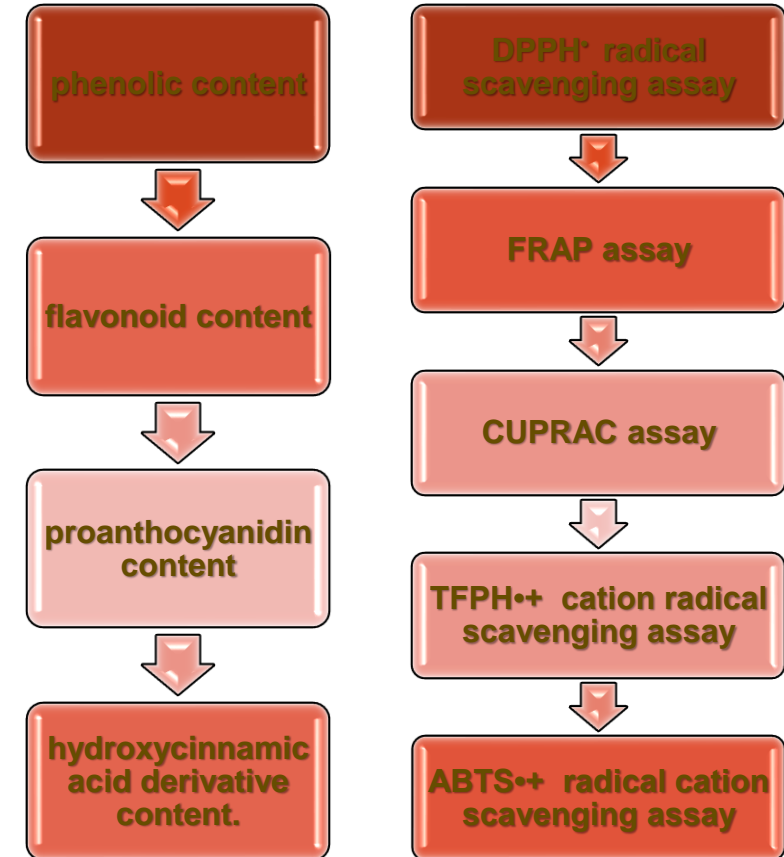 phenolic content
flavonoid content
proanthocyanidin
content
hydroxycinnamic
acid derivative
content.
DPPH• radical
scavenging assay
FRAP assay
CUPRAC assay
TFPH•+ cation radical
scavenging assay
ABTS•+ radical cation
scavenging assay